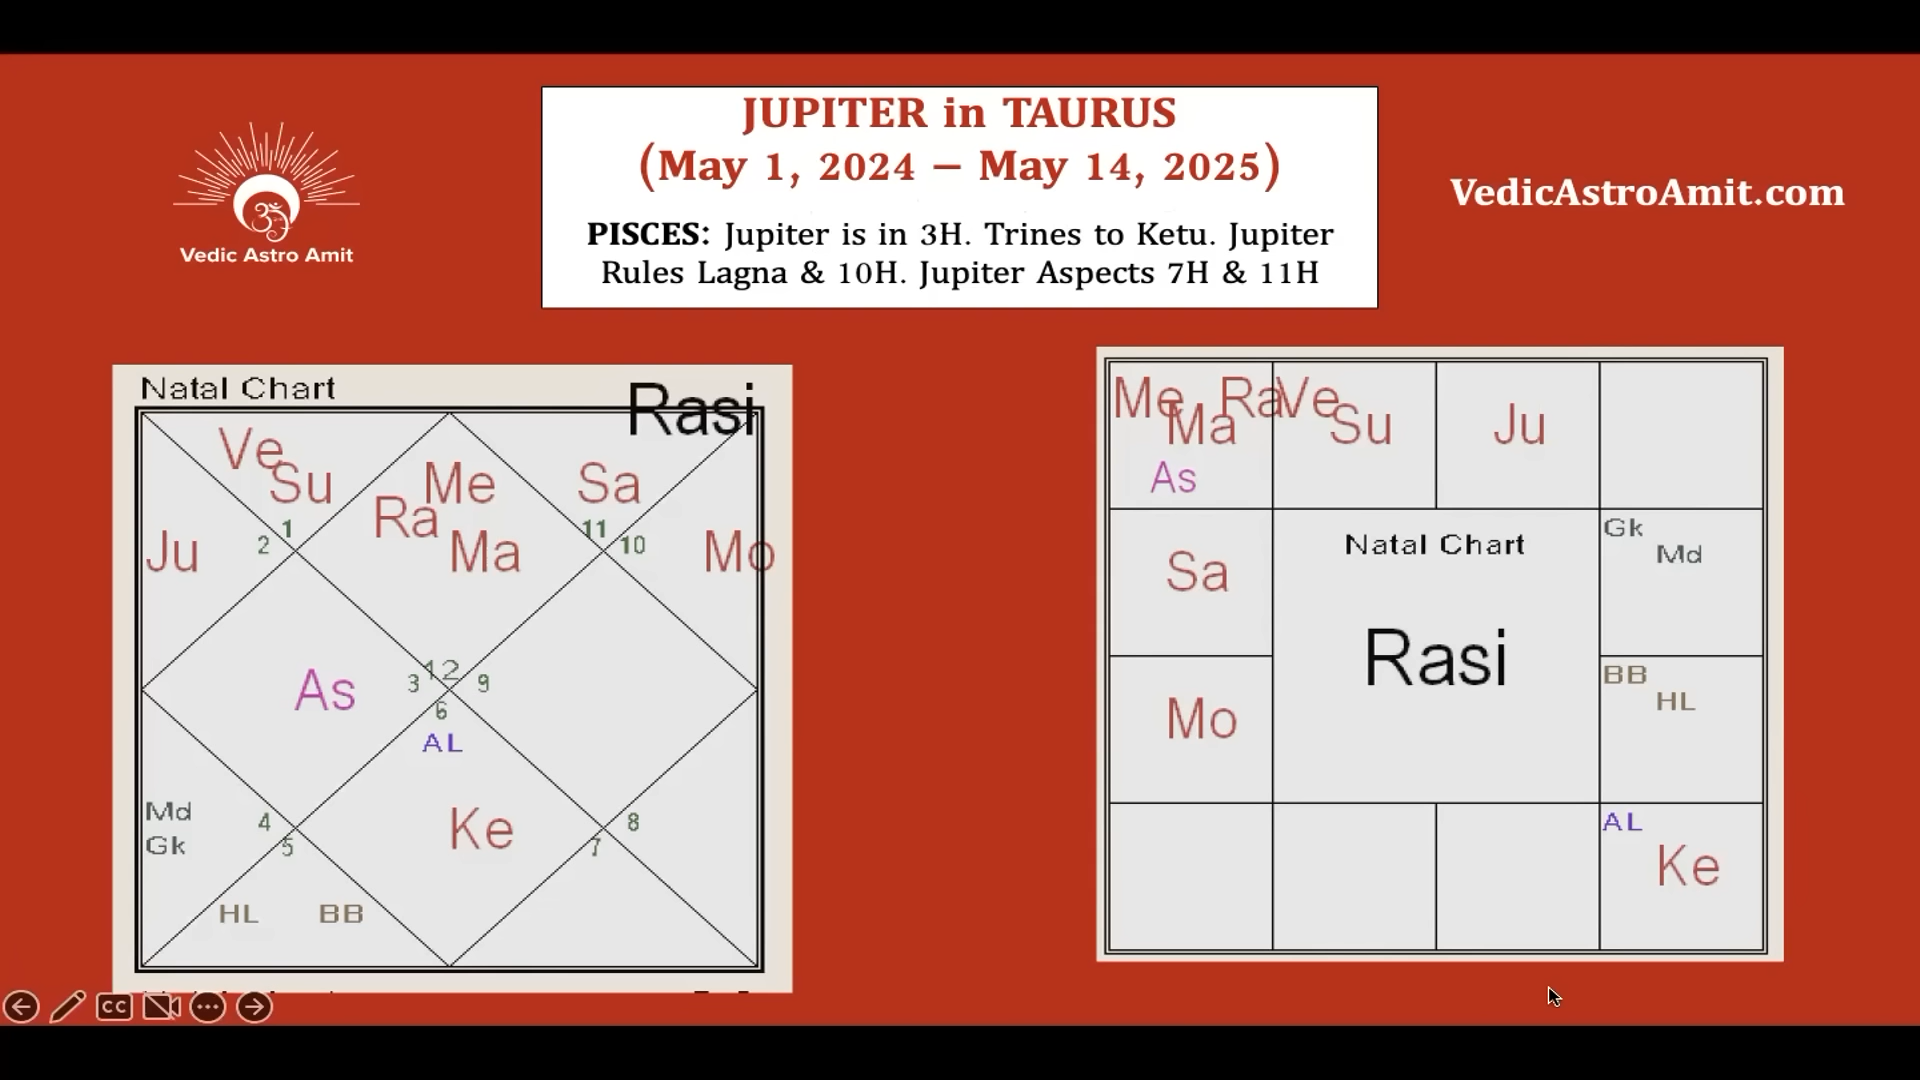 JUPITER in TAURUS
(May 1, 2024 – May 14, 2025)
PISCES: Jupiter is in 3H. Trines to Ketu. Jupiter
Rules Lagna & 10H. Jupiter Aspects 7H & 11H
ॐ
Vedic Astro Amit
VedicAstroAmit.com
Natal Chart
Rasi
Ve
Su
Me
Sa
Ra
1
11
2
10
Ju
Ma
Mo
As
12
3
9
6
AL
Md
4
Ke
8
Gk
5
7
HL BB
Me Ra Ve
Ma Su Ju
As
Gk
Natal Chart
Md
Sa
Rasi
BB
HL
Mo
AL
Ke
CC